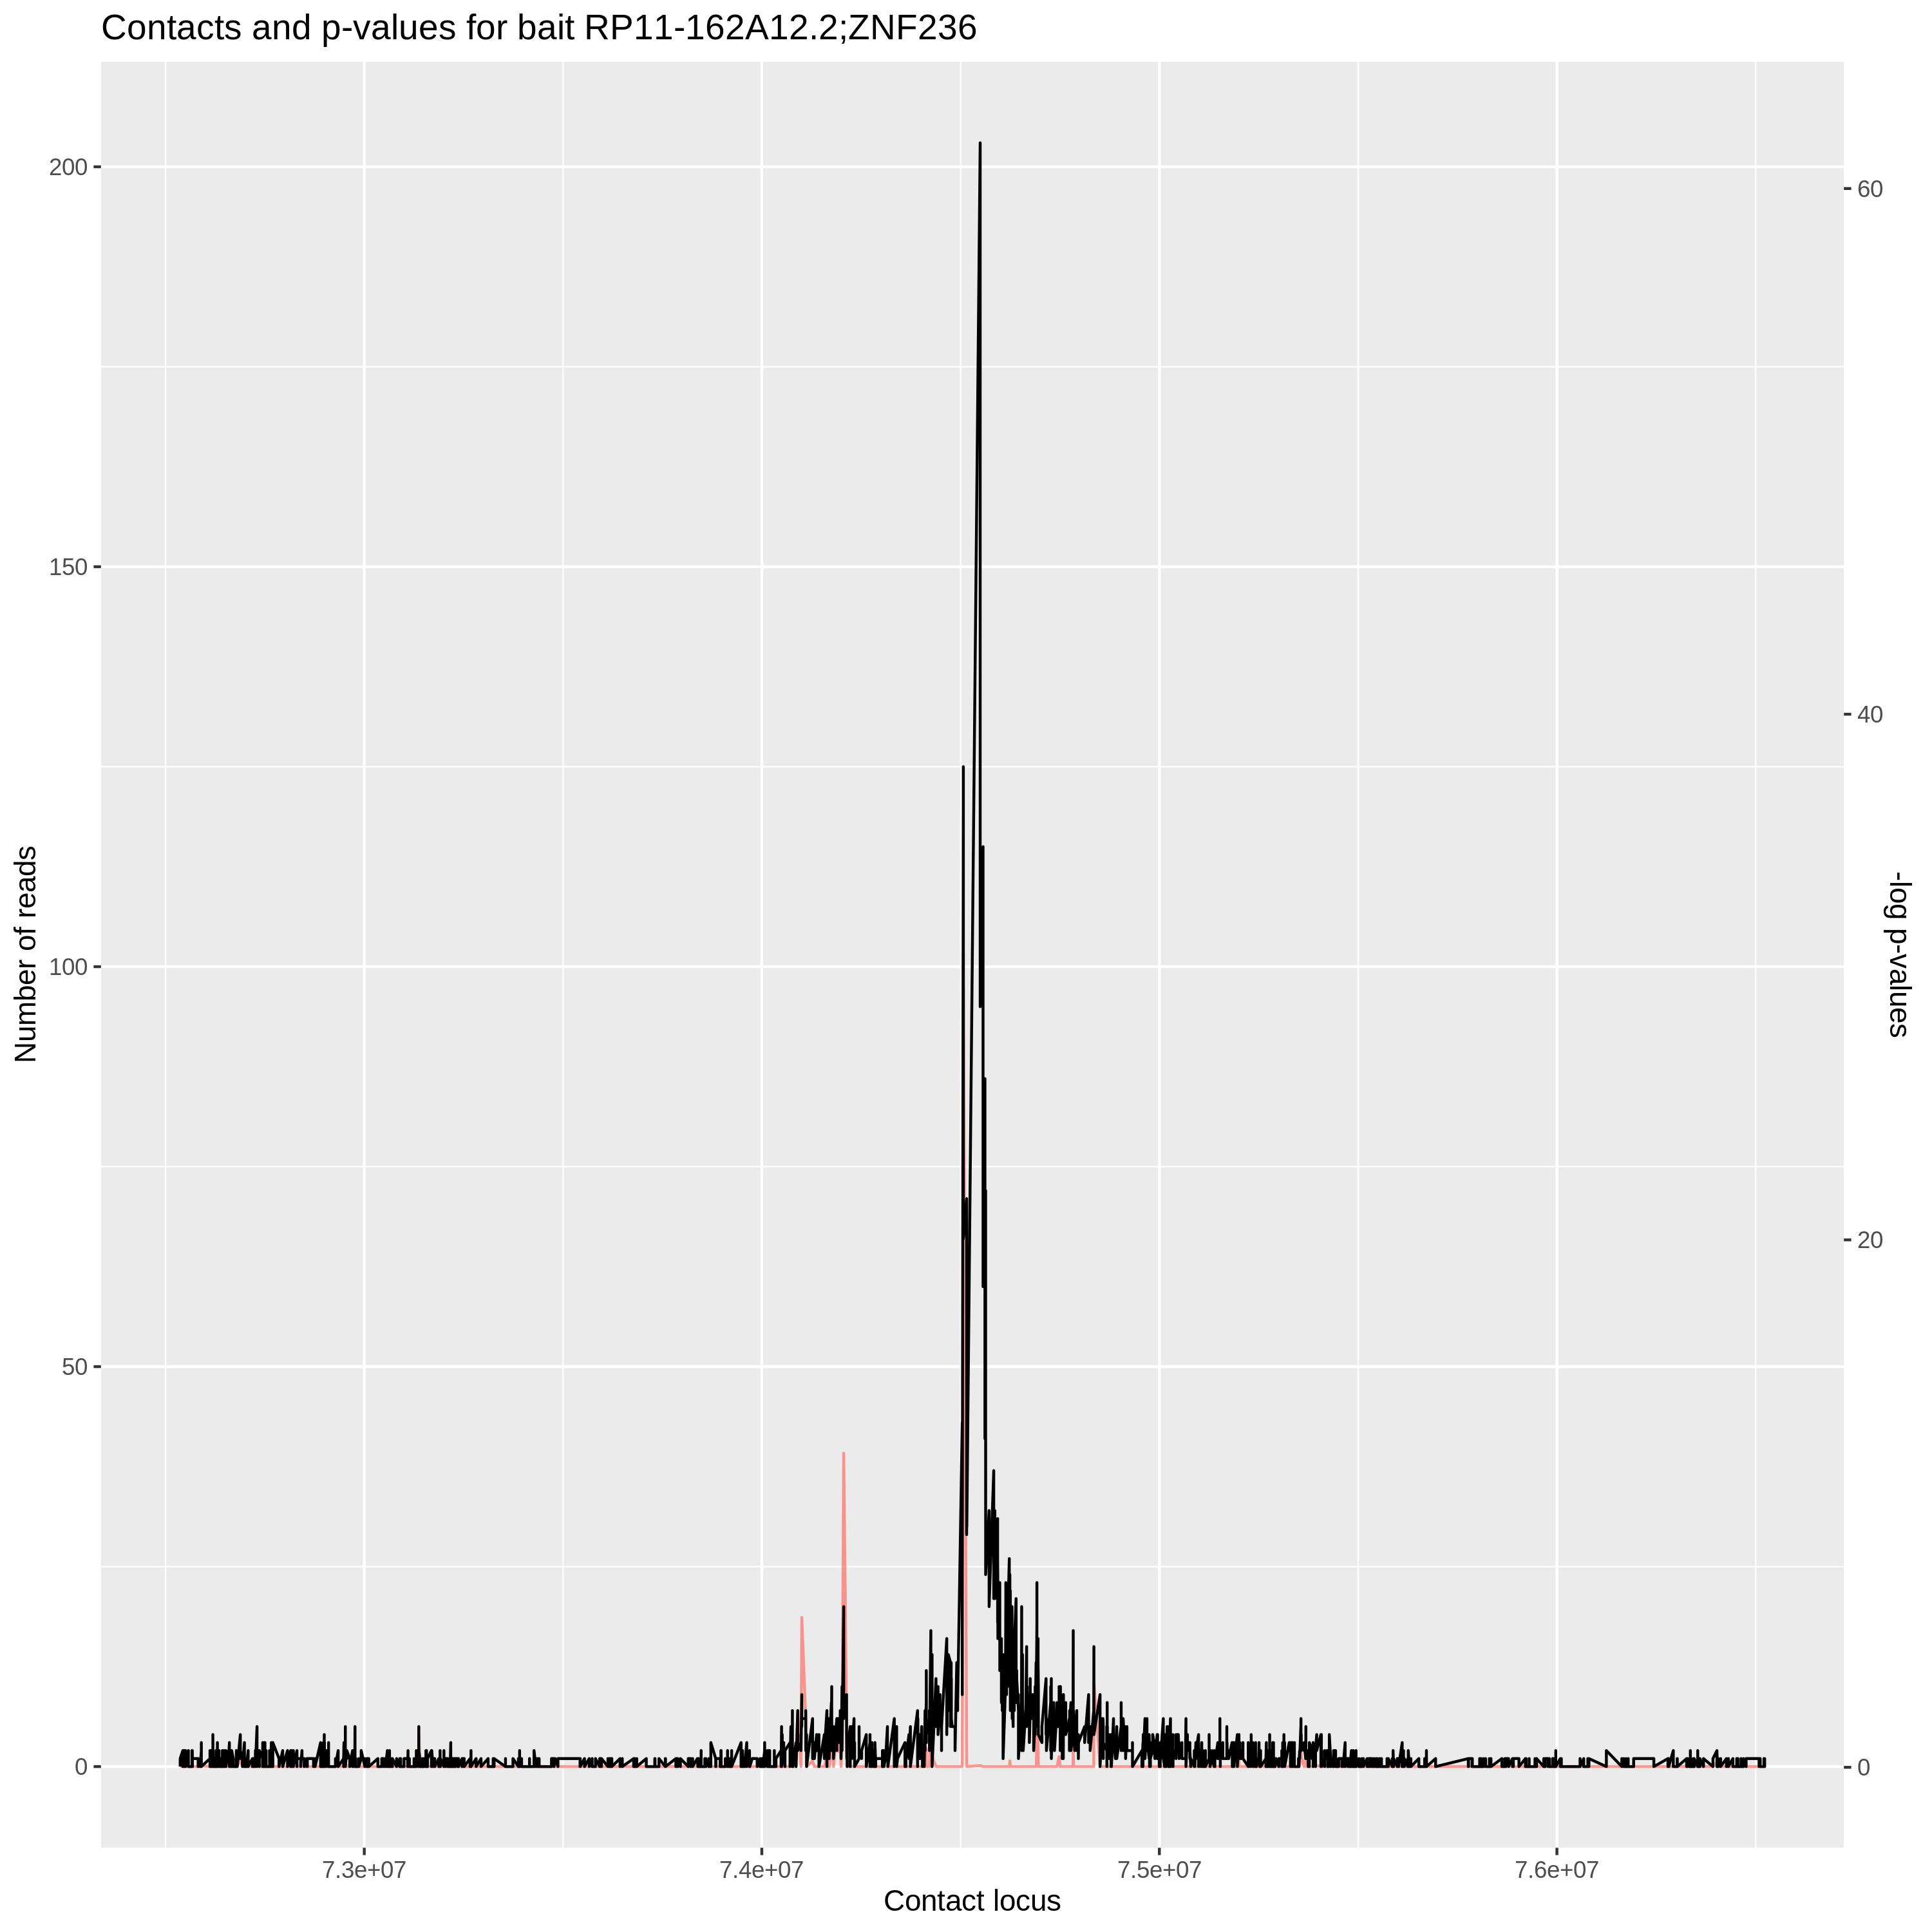 Contacts and p-values for bait RP11-162A12.2;ZNF236
200
150
100
50
0
Number of reads
60
40
20
0
-log p-values
7.3e+07
7.4e+07
7.5e+07
7.6e+07
Contact locus